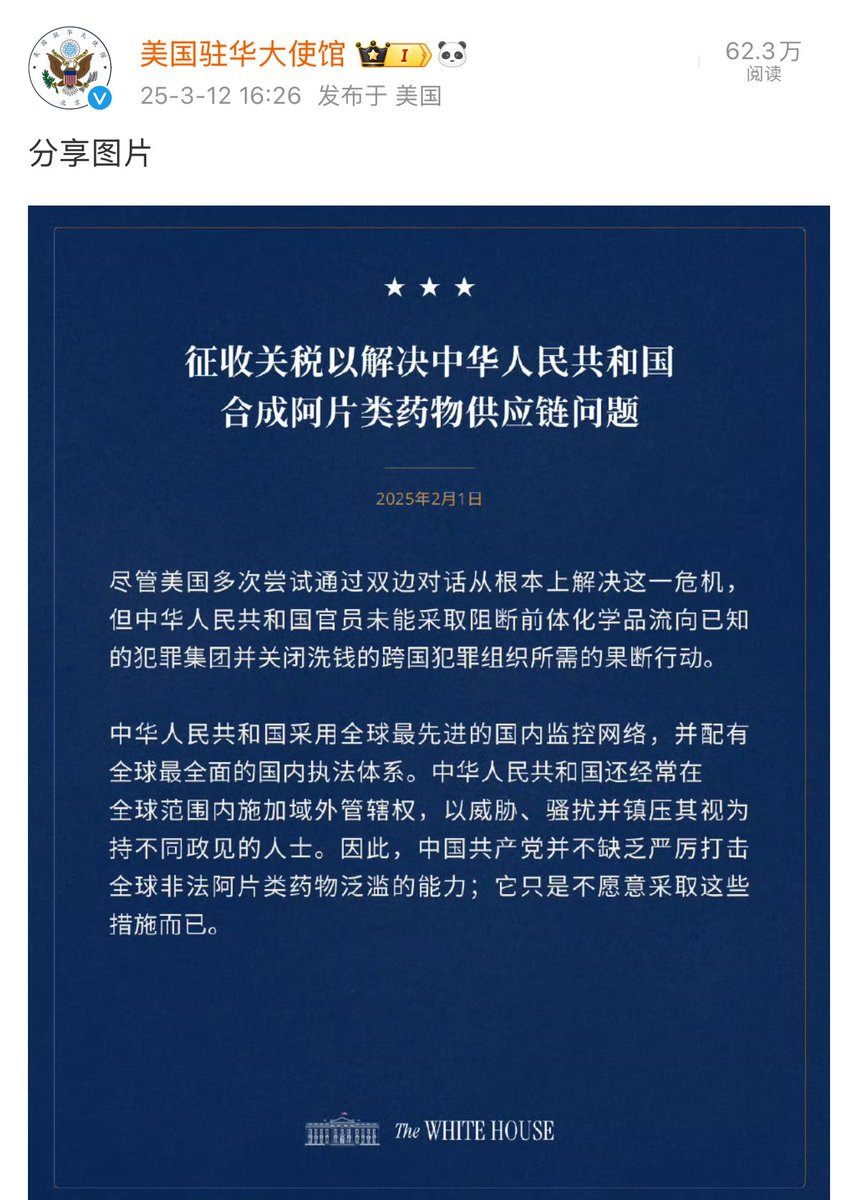 美国驻华大使馆
I
62.3万
阅读
25-3-12 16:26 发布于 美国
分享图片
征收关税以解决中华人民共和国
合成阿片类药物供应链问题
2025年2月1日
尽管美国多次尝试通过双边对话从根本上解决这一危机，
但中华人民共和国官员未能采取阻断前体化学品流向已知
的犯罪集团并关闭洗钱的跨国犯罪组织所需的果断行动。
中华人民共和国采用全球最先进的国内监控网络，并配有
全球最全面的国内执法体系。中华人民共和国还经常在
全球范围内施加域外管辖权，以威胁、骚扰并镇压其视为
持不同政见的人士。因此，中国共产党并不缺乏严厉打击
全球非法阿片类药物泛滥的能力；它只是不愿意采取这些
措施而已。
The WHITE HOUSE